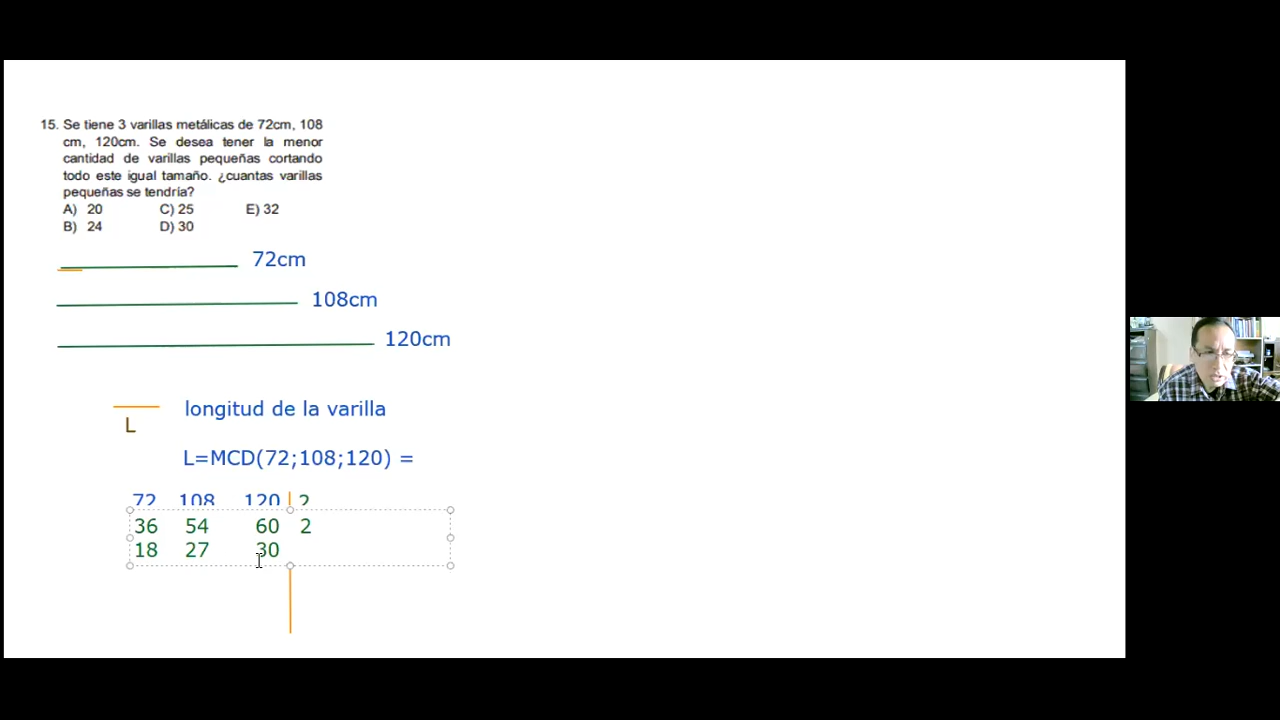 15. Se tiene 3 varillas metálicas de 72cm, 108
cm, 120cm. Se desea tener la menor
cantidad de varillas pequeñas cortando
todo este igual tamaño. ¿cuantas varillas
pequeñas se tendría?
A) 20 C) 25 E) 32
B) 24 D) 30
72cm
108cm
120cm
longitud de la varilla
L
L=MCD(72;108;120) =
72 108 120 2
36 54 60 2
18 27 30